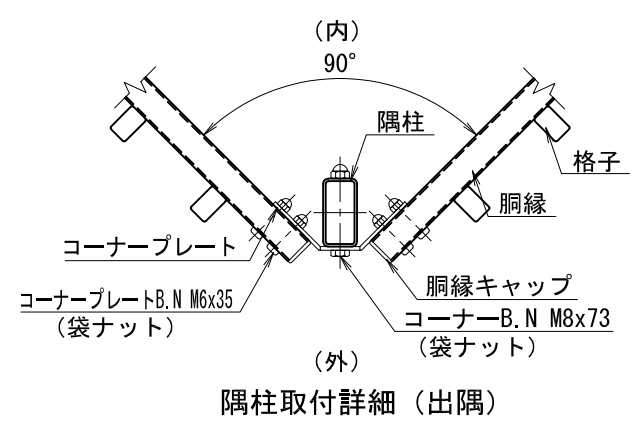 (内)
90°
隅柱
格子
胴縁
コーナープレート
胴縁キャップ
コーナープレートB.N M6x35
(袋ナット)
コーナーB.N M8x73
(袋ナット)
(外)
隅柱取付詳細(出隅)